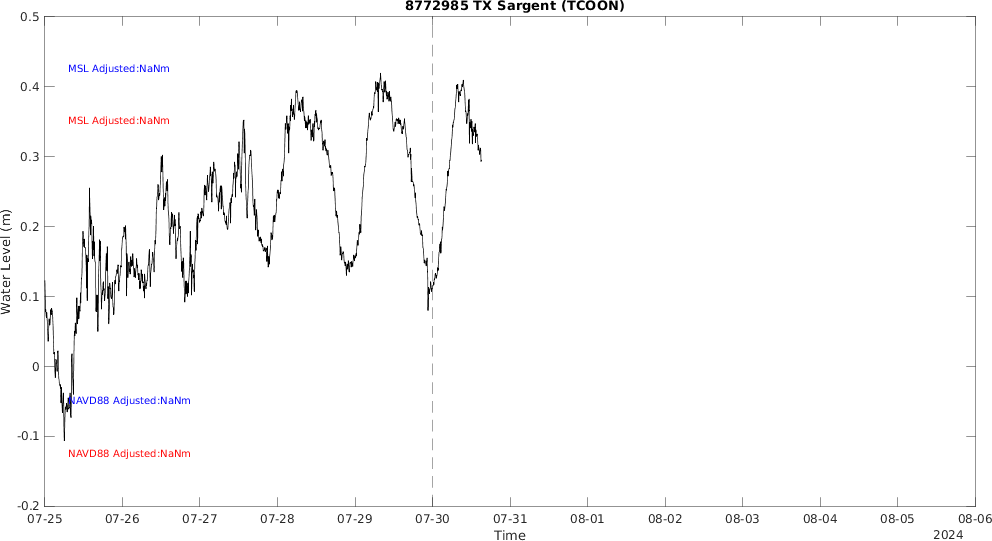 8772985 TX Sargent (TCOON)
0.5
MSL Adjusted:NaNm
0.4
MSL Adjusted:NaNm
0.3
Water Level (m)
0.2
0.1
0
NAVD88 Adjusted:NaNm
-0.1
NAVD88 Adjusted:NaNm
-0.2
07-25 07-26 07-27 07-28 07-29 07-30 07-31 08-01 08-02 08-03 08-04 08-05 08-06
Time
2024